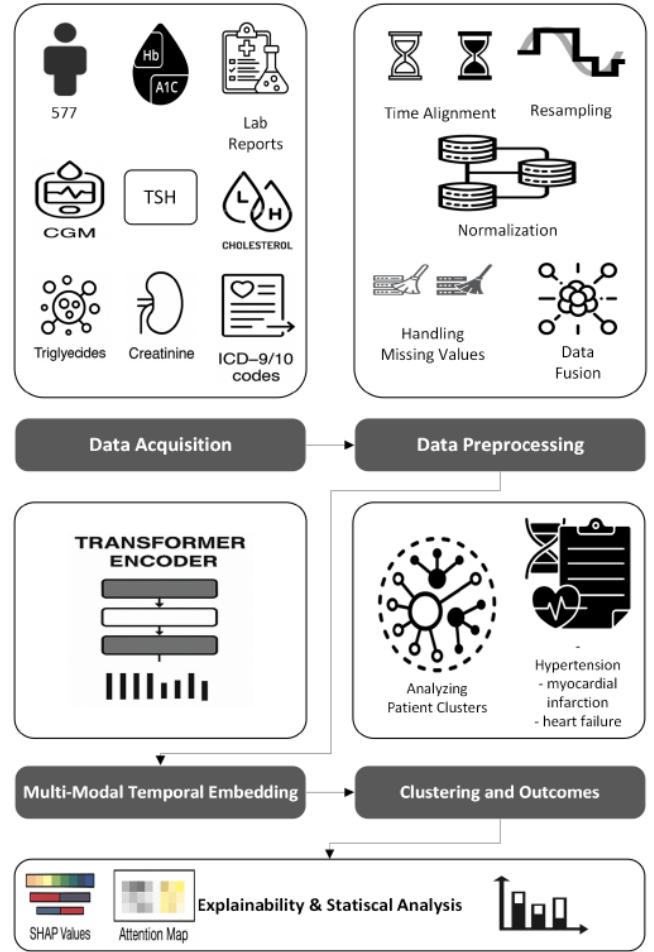 577
Hb
A1C
Lab
Reports
CGM
TSH
L
H
CHOLESTEROL
Triglyecides
Creatinine
ICD–9/10
codes
Time Alignment
Resampling
Normalization
Handling
Missing Values
Data
Fusion
Data Acquisition
Data Preprocessing
TRANSFORMER
ENCODER
Analyzing
Patient Clusters
-
Hypertension
- myocardial
infarction
- heart failure
Multi-Modal Temporal Embedding
Clustering and Outcomes
SHAP Values
Attention Map
Explainability & Statiscal Analysis